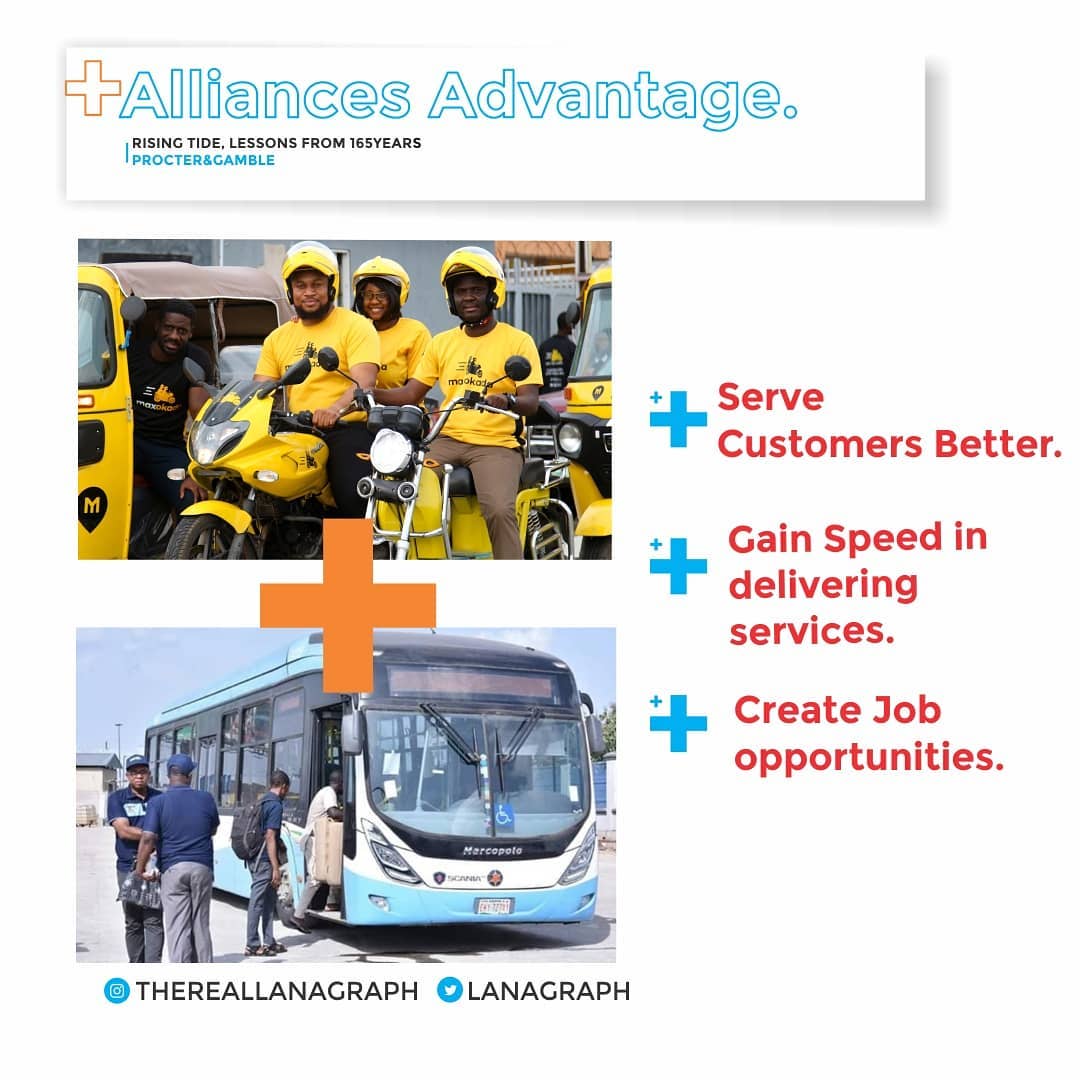 +Alliances Advantage.
RISING TIDE, LESSONS FROM 165YEARS
PROCTER&GAMBLE
maxokada
maxokada
M
Serve
Customers Better.
Gain Speed in
delivering
services.
Create Job
opportunities.
Marcopolo
SCANIA
THEREALLANAGRAPH LANAGRAPH